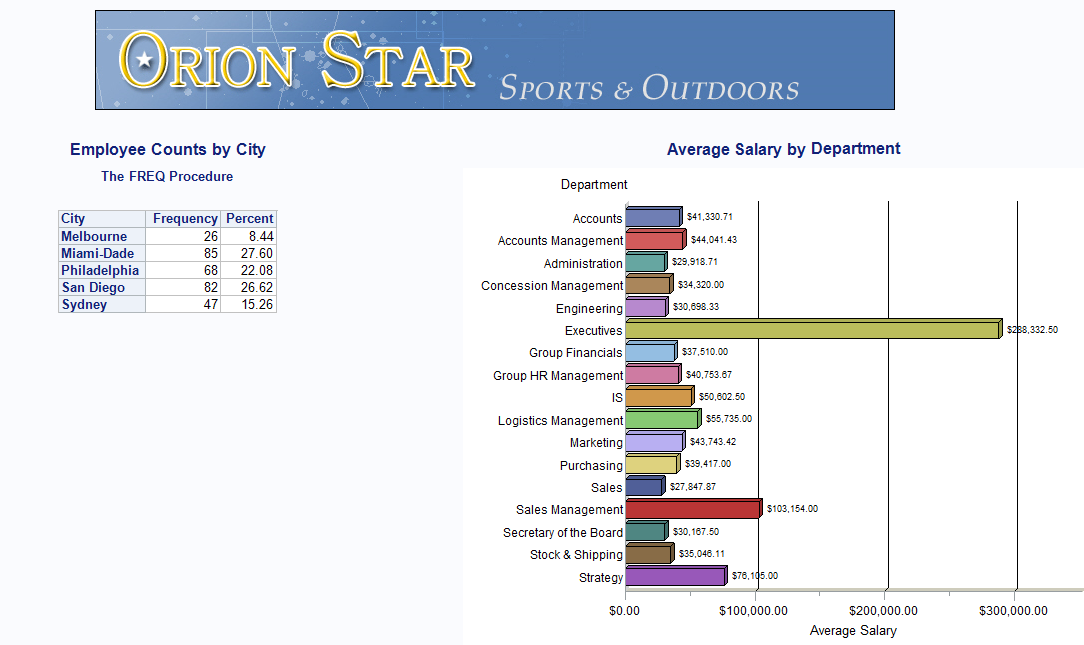 ORION STAR SPORTS & OUTDOORS
Employee Counts by City
The FREQ Procedure
City Frequency Percent
Melbourne 26 8.44
Miami-Dade 85 27.60
Philadelphia 68 22.08
San Diego 82 26.62
Sydney 47 15.26
Average Salary by Department
Department
Accounts $41,330.71
Accounts Management $44,041.43
Administration $29,918.71
Concession Management $34,320.00
Engineering $30,698.33
Executives $288,332.50
Group Financials $37,510.00
Group HR Management $40,753.67
IS $50,602.50
Logistics Management $55,735.00
Marketing $43,743.42
Purchasing $39,417.00
Sales $27,847.87
Sales Management $103,154.00
Secretary of the Board $30,167.50
Stock & Shipping $35,046.11
Strategy $76,105.00
$0.00 $100,000.00 $200,000.00 $300,000.00
Average Salary